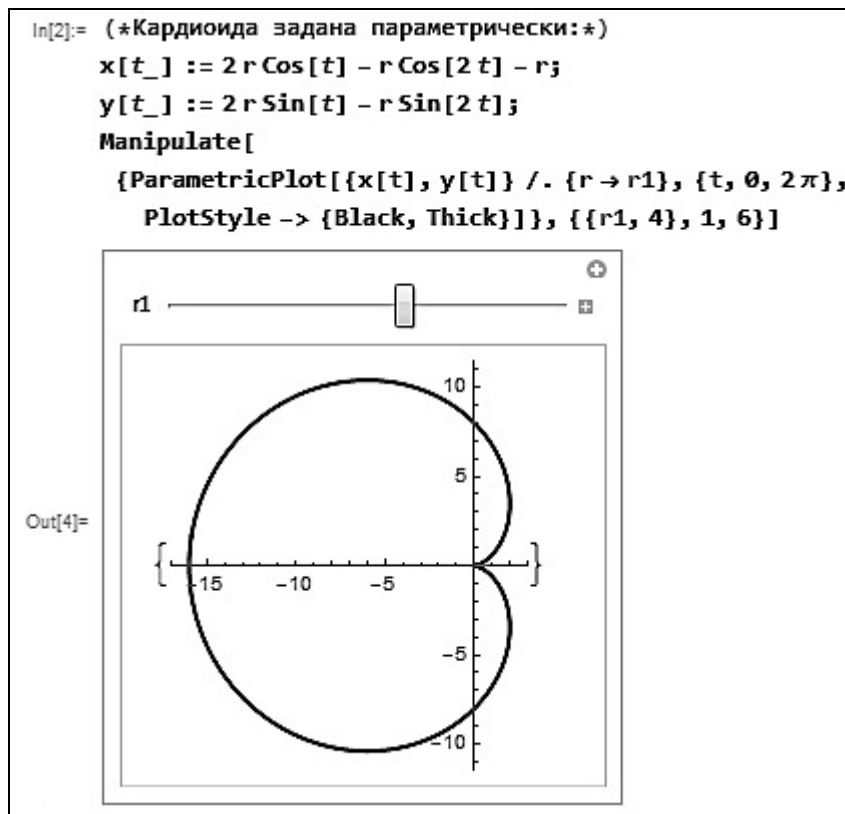 In[2]:= (*Кардиоида задана параметрически:*)
x[t_] := 2 r Cos[t] - r Cos[2 t] - r;
y[t_] := 2 r Sin[t] - r Sin[2 t];
Manipulate[
{ParametricPlot[{x[t], y[t]} /. {r → r1}, {t, 0, 2 π},
PlotStyle -> {Black, Thick}]}, {{r1, 4}, 1, 6}]
r1
10
5
Out[4]=
{ }
-15 -10 -5
-5
-10